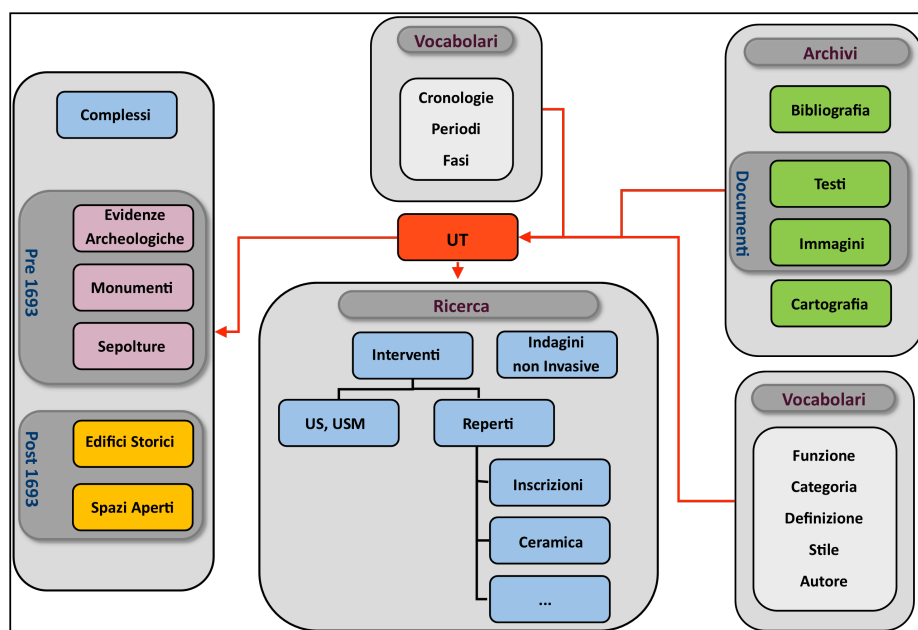 Complessi
Pre 1693
Evidenze
Archeologiche
Monumenti
Sepolture
Post 1693
Edifici Storici
Spazi Aperti
Vocabolari
Cronologie
Periodi
Fasi
UT
Ricerca
Interventi
Indagini
non Invasive
US, USM
Reperti
Inscrizioni
Ceramica
...
Archivi
Bibliografia
Documenti
Testi
Immagini
Cartografia
Vocabolari
Funzione
Categoria
Definizione
Stile
Autore